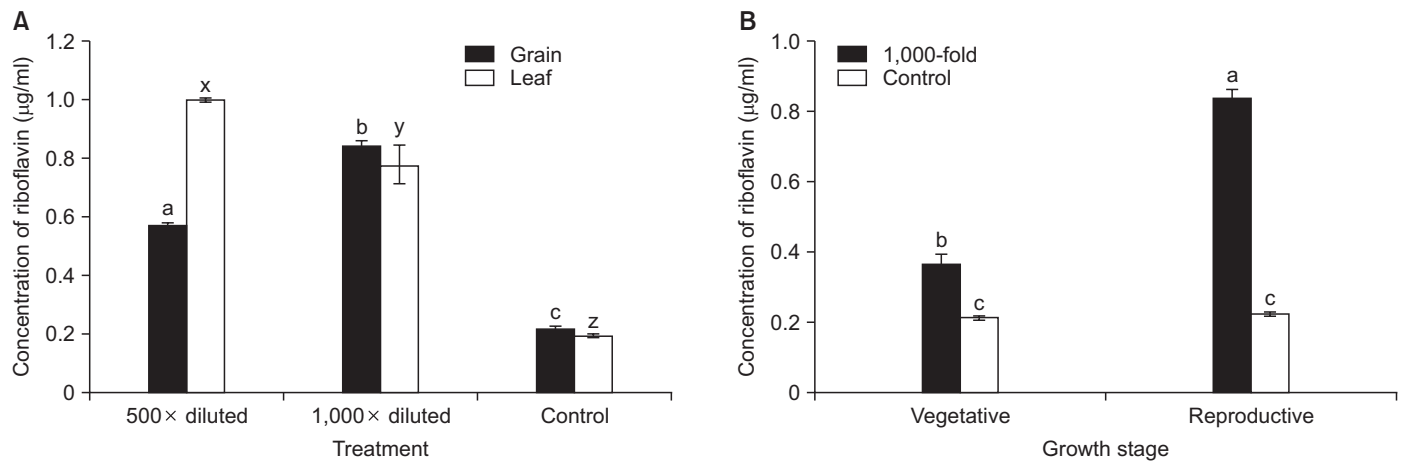 A
Concentration of riboflavin (μg/ml)
1.2
1.0
0.8
0.6
0.4
0.2
0
Grain
Leaf
a
x
b
y
c
z
500× diluted
1,000× diluted
Control
Treatment
B
Concentration of riboflavin (μg/ml)
1.0
0.8
0.6
0.4
0.2
0
1,000-fold
Control
b
c
a
c
Vegetative
Reproductive
Growth stage